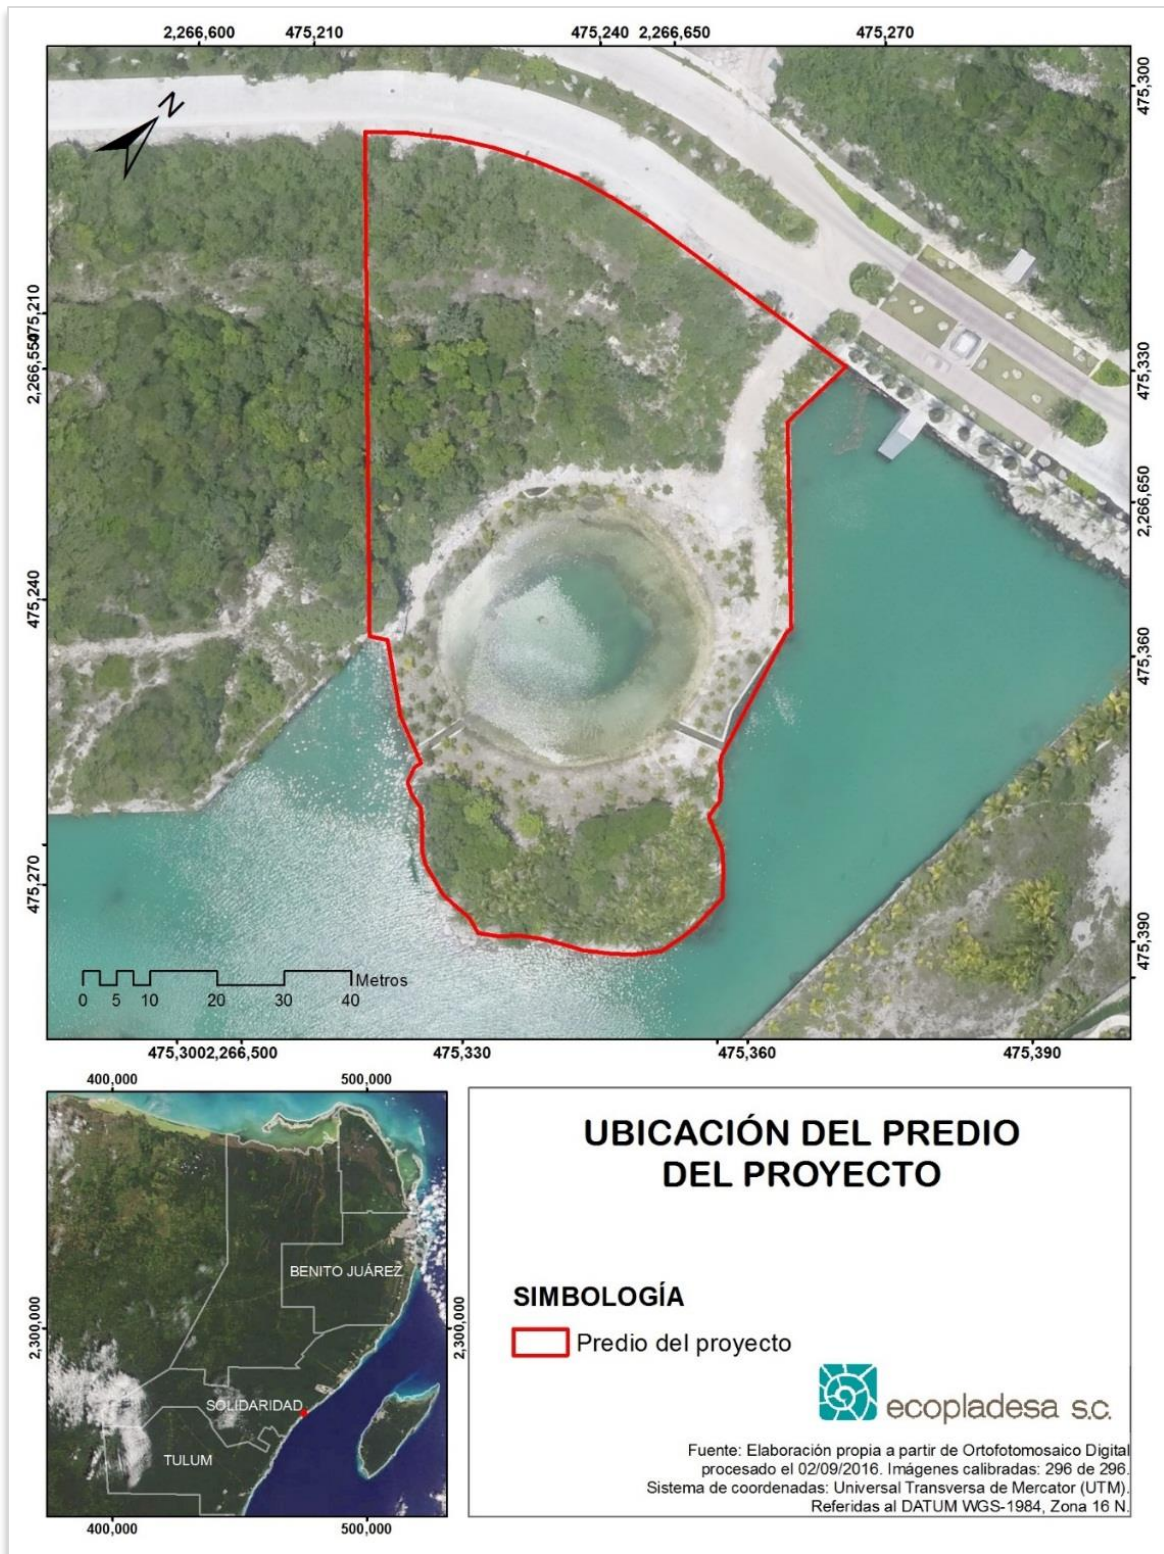 2,266,600
475,210
475,240
2,266,650
475,270
N
475,300
475,210
2,266,550
475,330
2,266,650
475,240
475,360
475,270
475,390
Metros
0 5 10 20 30 40
475,300
2,266,500
475,330
475,360
475,390
400,000
500,000
2,300,000
BENITO JUÁREZ
SOLIDARIDAD
TULUM
2,300,000
400,000
500,000
UBICACIÓN DEL PREDIO
DEL PROYECTO
SIMBOLOGÍA
Predio del proyecto
ecopladesa s.c.
Fuente: Elaboración propia a partir de Ortofotomosaico Digital
procesado el 02/09/2016. Imágenes calibradas: 296 de 296.
Sistema de coordenadas: Universal Transversa de Mercator (UTM).
Referidas al DATUM WGS-1984, Zona 16 N.